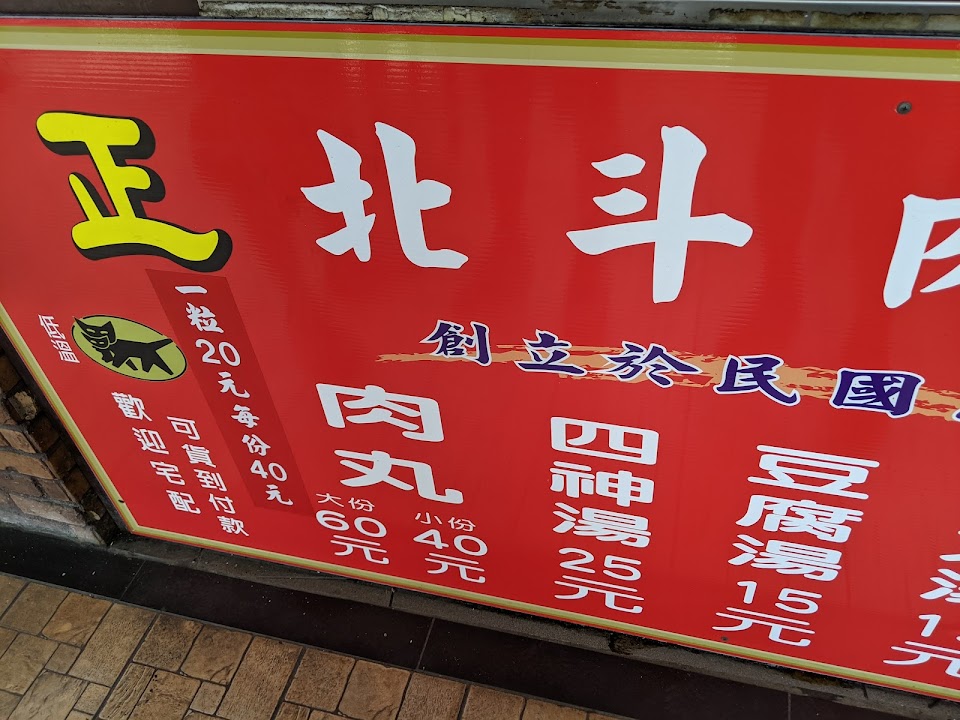 正北斗
創立於民國
低溫
歡迎宅配
可貨到付款
一粒20元每份40元
肉丸
大份
60元
小份
40元
四神湯
25元
豆腐湯
15元